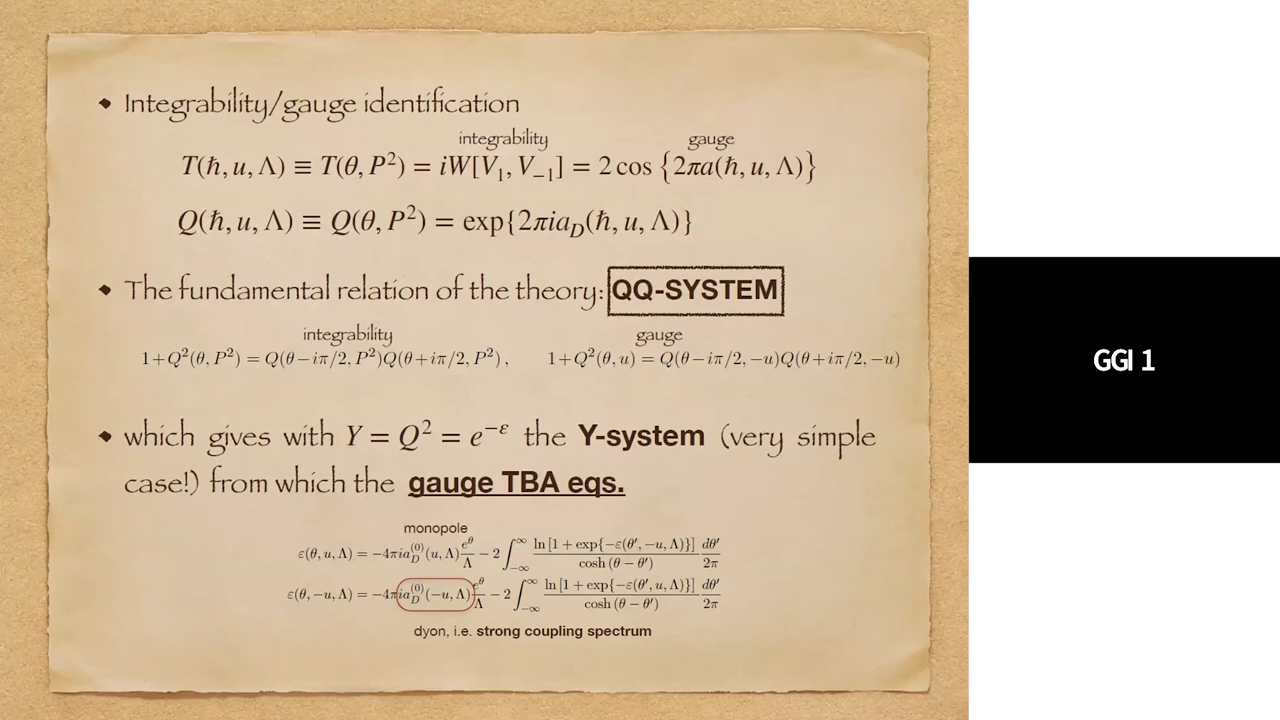 • Integrability/gauge identification
integrability gauge
T(ħ, u, Λ) ≡ T(θ, P²) = iW[V₁, V₋₁] = 2 cos {2πa(ħ, u, Λ)}
Q(ħ, u, Λ) ≡ Q(θ, P²) = exp{2πia_D(ħ, u, Λ)}
• The fundamental relation of the theory: QQ-SYSTEM
integrability gauge
1+Q²(θ, P²) = Q(θ−iπ/2, P²)Q(θ+iπ/2, P²) , 1+Q²(θ, u) = Q(θ−iπ/2, −u)Q(θ+iπ/2, −u)
• which gives with Y = Q² = e^{−ε} the Y-system (very simple
case!) from which the gauge TBA eqs.
monopole
ε(θ, u, Λ) = −4πia_D^{(0)}(u, Λ) e^θ/Λ − 2 ∫_{−∞}^{∞} ln [1 + exp{−ε(θ′, −u, Λ)}]/cosh (θ − θ′) dθ′/2π
ε(θ, −u, Λ) = −4πia_D^{(0)}(−u, Λ) e^θ/Λ − 2 ∫_{−∞}^{∞} ln [1 + exp{−ε(θ′, u, Λ)}]/cosh (θ − θ′) dθ′/2π
dyon, i.e. strong coupling spectrum
GGI 1